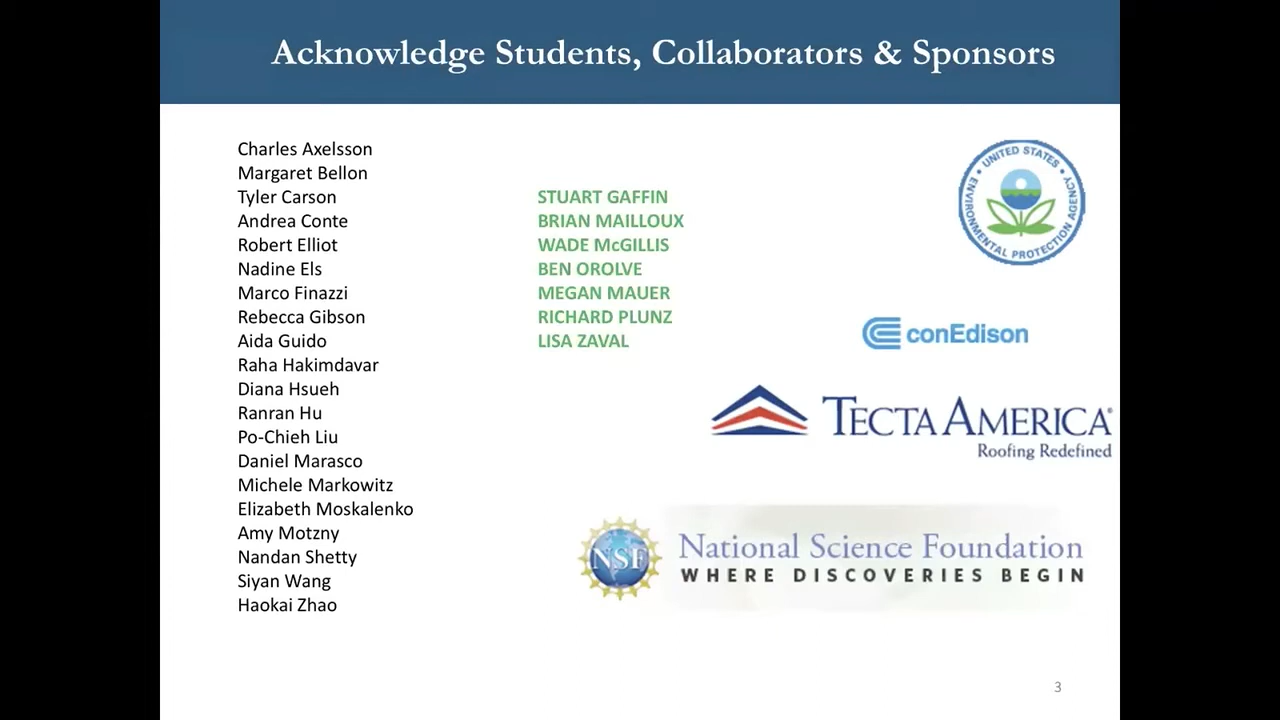 Acknowledge Students, Collaborators & Sponsors
Charles Axelsson
Margaret Bellon
Tyler Carson
Andrea Conte
Robert Elliot
Nadine Els
Marco Finazzi
Rebecca Gibson
Aida Guido
Raha Hakimdavar
Diana Hsueh
Ranran Hu
Po-Chieh Liu
Daniel Marasco
Michele Markowitz
Elizabeth Moskalenko
Amy Motzny
Nandan Shetty
Siyan Wang
Haokai Zhao
STUART GAFFIN
BRIAN MAILLOUX
WADE McGILLIS
BEN OROLVE
MEGAN MAUER
RICHARD PLUNZ
LISA ZAVAL
UNITED STATES
ENVIRONMENTAL PROTECTION AGENCY
conEdison
TECTA AMERICA®
Roofing Redefined
NSF
National Science Foundation
WHERE DISCOVERIES BEGIN
3